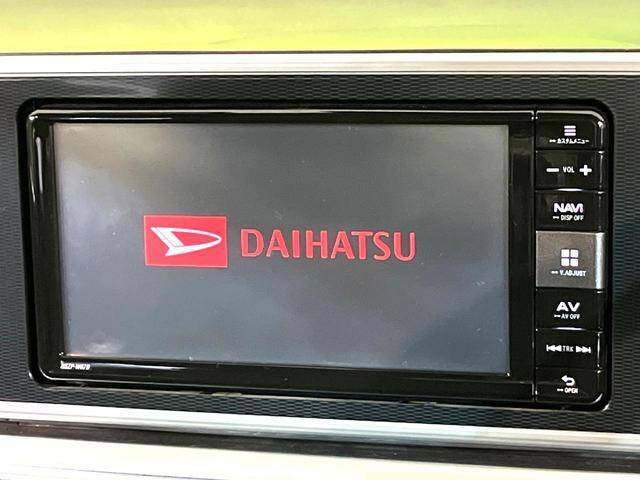 DAIHATSU
カスタムメニュー
− VOL +
NAVI
DISP OFF
V.ADJUST
AV
AV OFF
TRK
OPEN